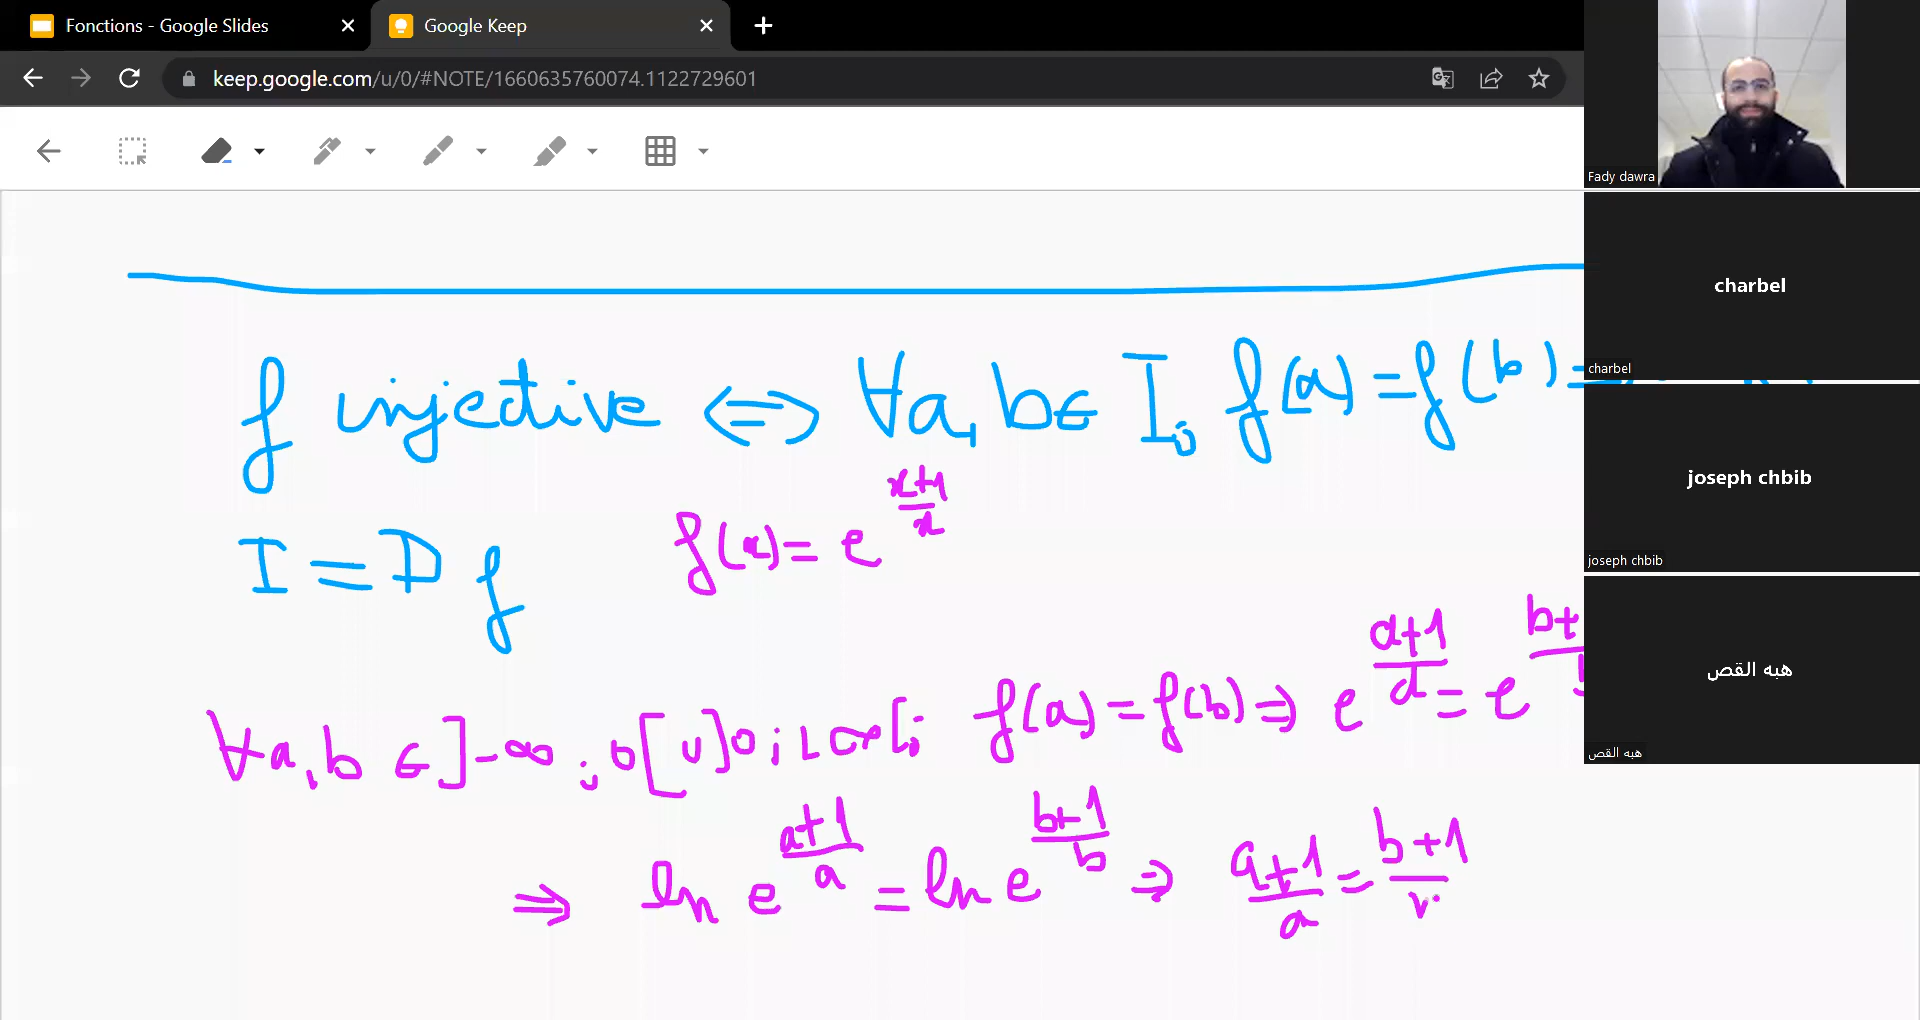 Fonctions - Google Slides
Google Keep
keep.google.com/u/0/#NOTE/1660635760074.1122729601
Fady dawra
charbel
charbel
joseph chbib
joseph chbib
هبه القص
هبه القص
f injective ⇔ ∀a, b ∈ I; f(a) = f(b) =
I = Df
f(x) = e^((x+1)/x)
∀a, b ∈ ]-∞; 0[ ∪ ]0; +∞[; f(a) = f(b) ⇒ e^((a+1)/a) = e^((b+
⇒ ln e^((a+1)/a) = ln e^((b+1)/b) ⇒ (a+1)/a = (b+1)/